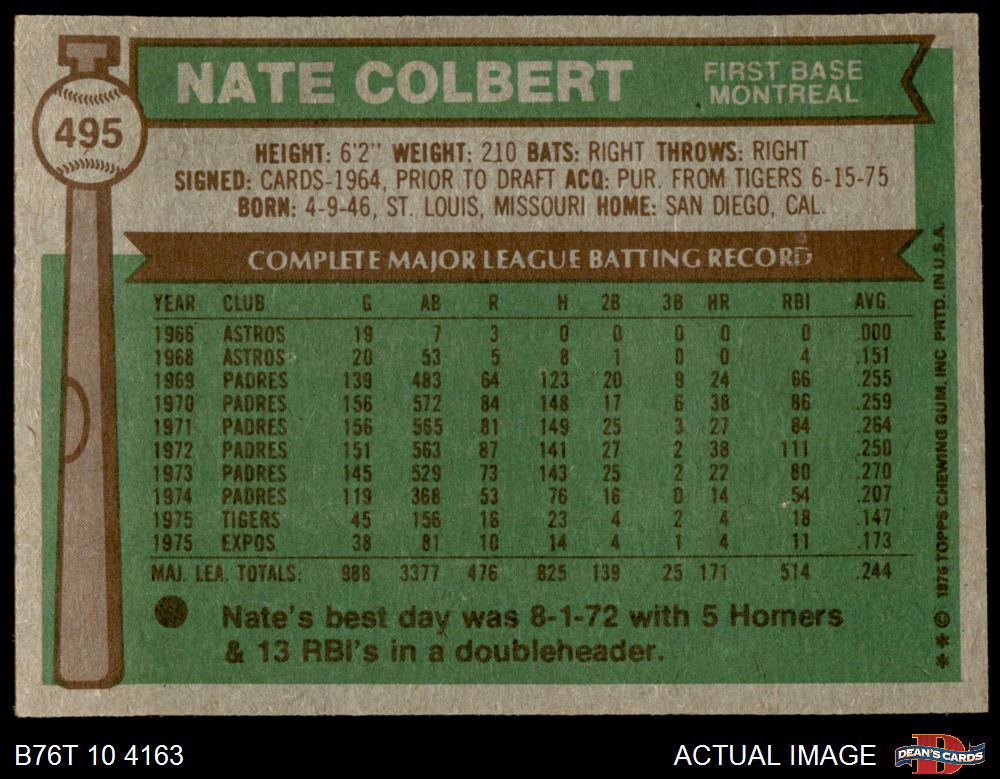 495
NATE COLBERT
FIRST BASE
MONTREAL
HEIGHT: 6'2" WEIGHT: 210 BATS: RIGHT THROWS: RIGHT
SIGNED: CARDS-1964, PRIOR TO DRAFT ACQ: PUR. FROM TIGERS 6-15-75
BORN: 4-9-46, ST. LOUIS, MISSOURI HOME: SAN DIEGO, CAL.
COMPLETE MAJOR LEAGUE BATTING RECORD
YEAR CLUB G AB R H 2B 3B HR RBI AVG.
1966 ASTROS 19 7 3 0 0 0 0 0 .000
1968 ASTROS 20 53 5 8 1 0 0 4 .151
1969 PADRES 139 483 64 123 20 9 24 66 .255
1970 PADRES 156 572 84 148 17 6 38 86 .259
1971 PADRES 156 565 81 149 25 3 27 84 .264
1972 PADRES 151 563 87 141 27 2 38 111 .250
1973 PADRES 145 529 73 143 25 2 22 80 .270
1974 PADRES 119 368 53 76 16 0 14 54 .207
1975 TIGERS 45 156 16 23 4 2 4 18 .147
1975 EXPOS 38 81 10 14 4 1 4 11 .173
MAJ. LEA. TOTALS: 988 3377 476 825 139 25 171 514 .244
Nate's best day was 8-1-72 with 5 Homers
& 13 RBI's in a doubleheader.
** © 1976 TOPPS CHEWING GUM, INC PRTD. IN U.S.A.
B76T 10 4163
ACTUAL IMAGE
DEAN'S CARDS